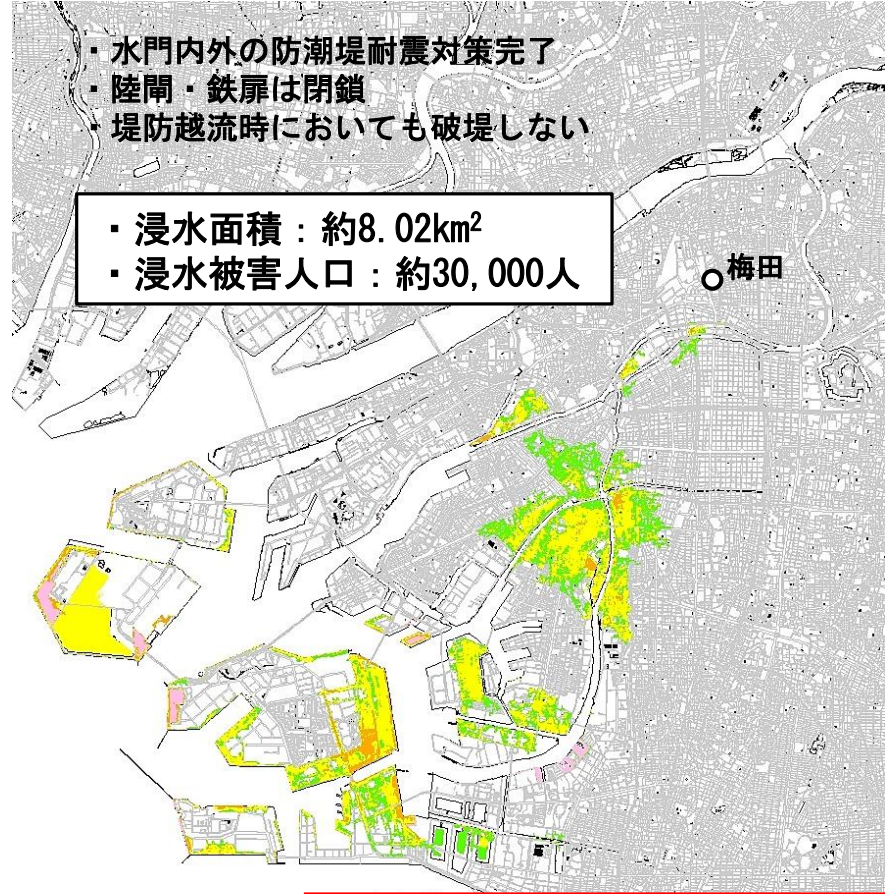 ・水門内外の防潮堤耐震対策完了
・陸閘・鉄扉は閉鎖
・堤防越流時においても破堤しない
・浸水面積：約8.02km²
・浸水被害人口：約30,000人
梅田